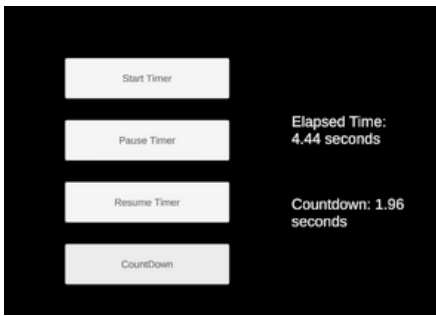 Start Timer
Pause Timer
Resume Timer
CountDown
Elapsed Time:
4.44 seconds
Countdown: 1.96
seconds